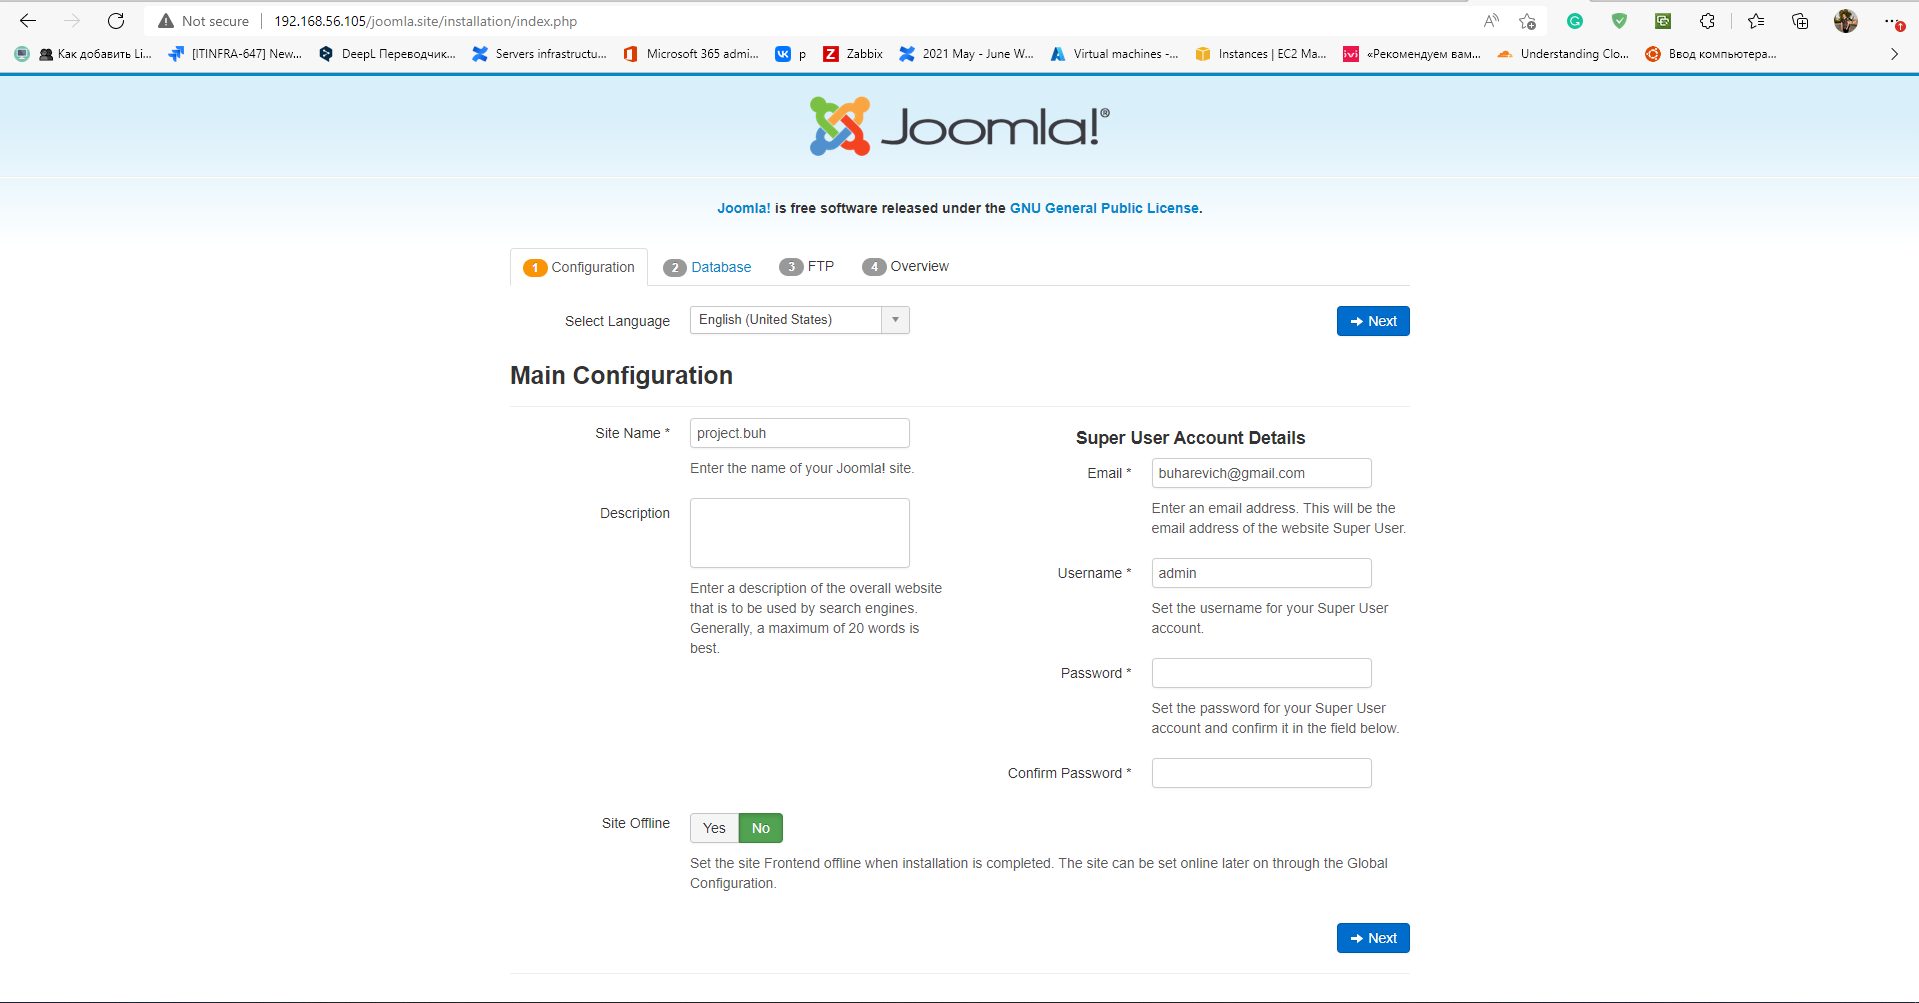 Not secure
192.168.56.105/joomla.site/installation/index.php
Как добавить Li...
[ITINFRA-647] New...
DeepL Переводчик...
Servers infrastructu...
Microsoft 365 admi...
p
Zabbix
2021 May - June W...
Virtual machines -...
Instances | EC2 Ma...
«Рекомендуем вам...
Understanding Clo...
Ввод компьютера...
Joomla!®
Joomla! is free software released under the GNU General Public License.
1 Configuration
2 Database
3 FTP
4 Overview
Select Language
English (United States)
Next
Main Configuration
Site Name *
project.buh
Enter the name of your Joomla! site.
Description
Enter a description of the overall website
that is to be used by search engines.
Generally, a maximum of 20 words is
best.
Super User Account Details
Email *
buharevich@gmail.com
Enter an email address. This will be the
email address of the website Super User.
Username *
admin
Set the username for your Super User
account.
Password *
Set the password for your Super User
account and confirm it in the field below.
Confirm Password *
Site Offline
Yes
No
Set the site Frontend offline when installation is completed. The site can be set online later on through the Global
Configuration.
Next